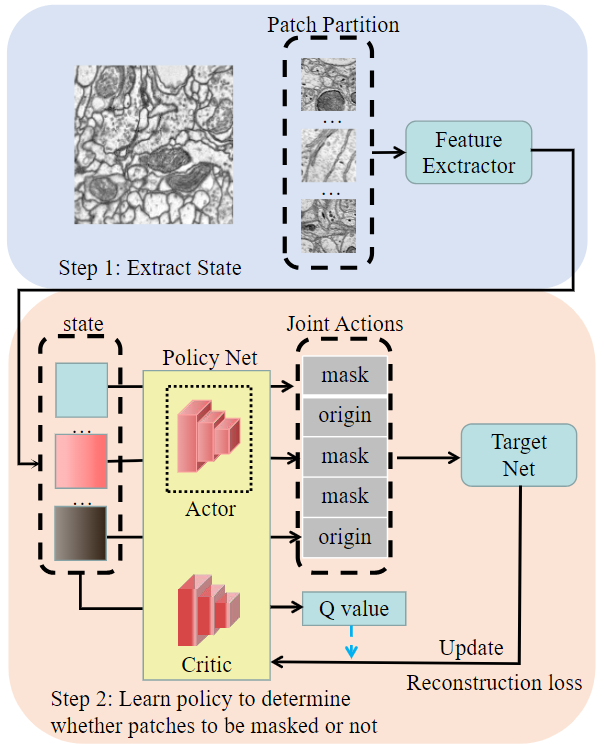 Patch Partition
...
...
Feature
Exctractor
Step 1: Extract State
state
...
...
Policy Net
Actor
Critic
Joint Actions
mask
origin
mask
mask
origin
Target
Net
Q value
Update
Reconstruction loss
Step 2: Learn policy to determine
whether patches to be masked or not